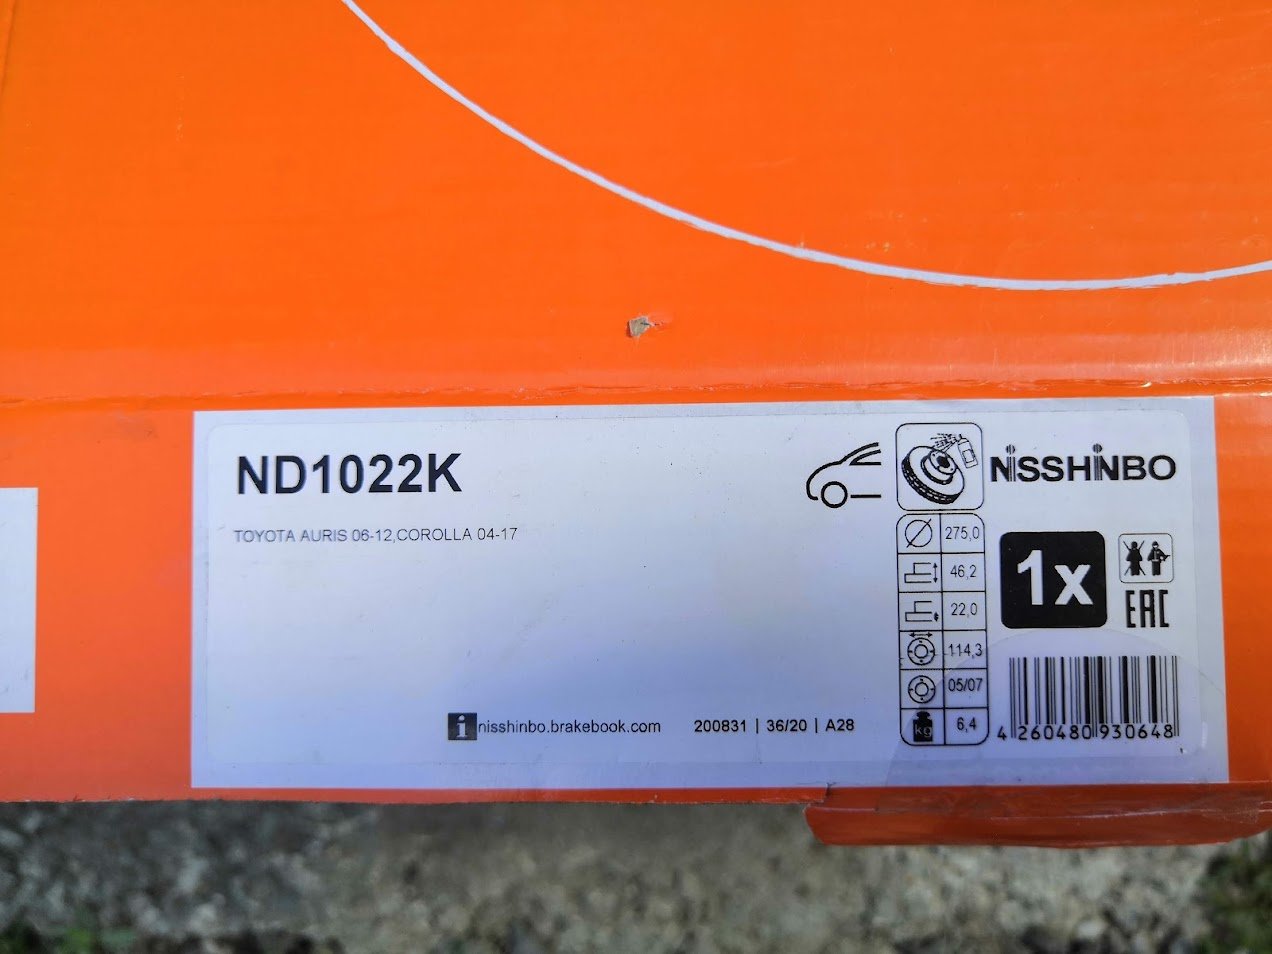 ND1022K
NISSHINBO
TOYOTA AURIS 06-12,COROLLA 04-17
275,0
46,2
22,0
114,3
05/07
kg 6,4
1x
EAC
i nisshinbo.brakebook.com 200831 | 36/20 | A28
4 260480 930648